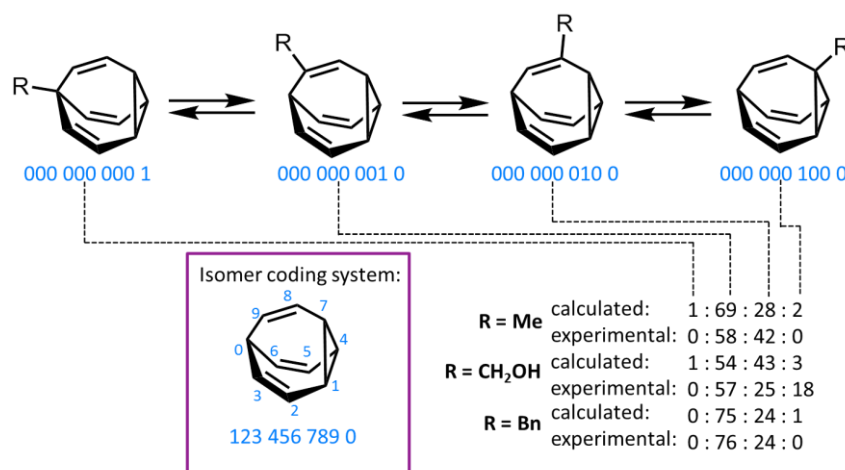 R
R
R
R
000 000 000 1
000 000 001 0
000 000 010 0
000 000 100 0
Isomer coding system:
8
9
7
0
6
5
4
3
2
1
123 456 789 0
R = Me
calculated: 1 : 69 : 28 : 2
experimental: 0 : 58 : 42 : 0
R = CH₂OH
calculated: 1 : 54 : 43 : 3
experimental: 0 : 57 : 25 : 18
R = Bn
calculated: 0 : 75 : 24 : 1
experimental: 0 : 76 : 24 : 0